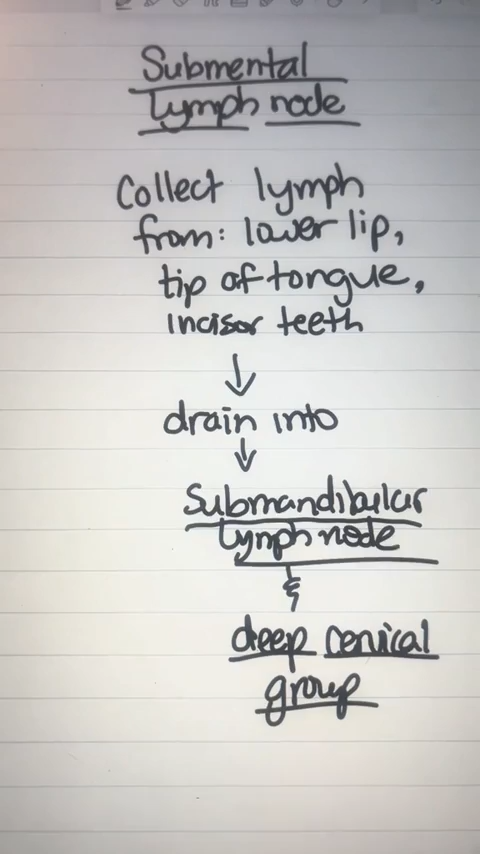 Submental
lymph node
Collect lymph
from: lower lip,
tip of tongue,
incisor teeth
↓
drain into
↓
Submandibular
lymph node
&
deep cervical
group